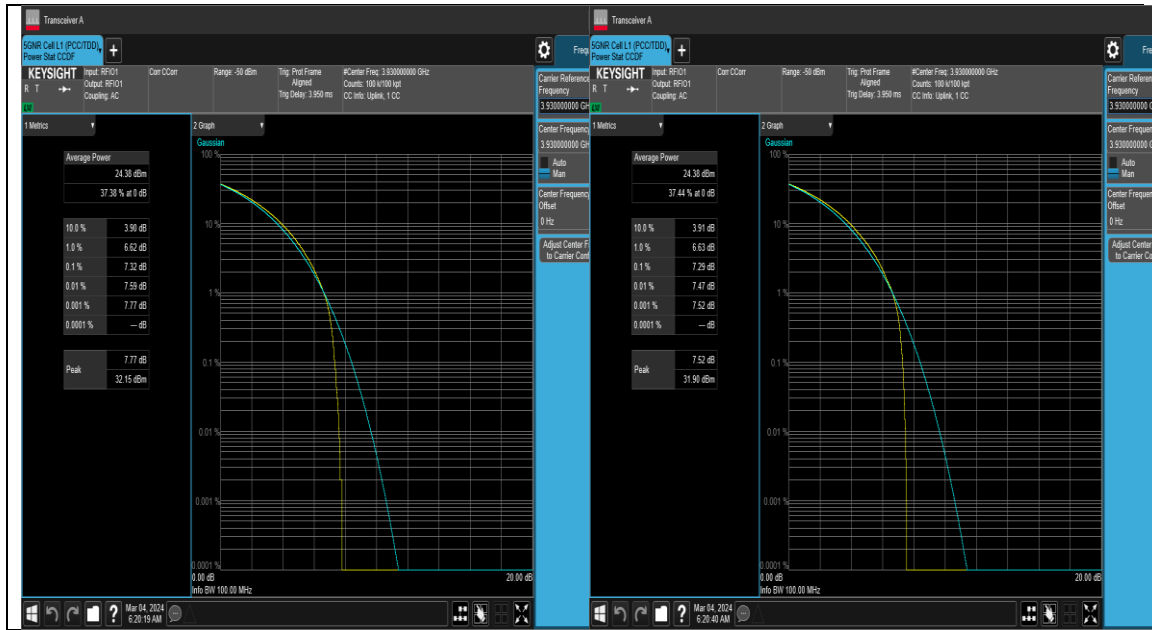 Transceiver A
5GNR Cell L1 (PCC/TDD),
Power Stat CCDF
+
KEYSIGHT
R T
Input: RFIO1
Output: RFIO1
Coupling: AC
Corr CCorr
Range: -50 dBm
Trig: Prot Frame
Aligned
Trig Delay: 3.950 ms
#Center Freq: 3.930000000 GHz
Counts: 100 k/100 kpt
CC Info: Uplink, 1 CC
Carrier Reference
Frequency
3.930000000 GH
Center Frequency
3.930000000 GH
Auto
Man
Center Frequency
Offset
0 Hz
Adjust Center F
to Carrier Conf
1 Metrics
Average Power
24.38 dBm
37.38 % at 0 dB
10.0 % 3.90 dB
1.0 % 6.62 dB
0.1 % 7.32 dB
0.01 % 7.59 dB
0.001 % 7.77 dB
0.0001 % --- dB
Peak
7.77 dB
32.15 dBm
2 Graph
Gaussian
100 %
10 %
1 %
0.1 %
0.01 %
0.001 %
0.0001 %
0.00 dB 20.00 dB
Info BW 100.00 MHz
?
Mar 04, 2024
6:20:19 AM
Transceiver A
5GNR Cell L1 (PCC/TDD),
Power Stat CCDF
+
KEYSIGHT
R T
Input: RFIO1
Output: RFIO1
Coupling: AC
Corr CCorr
Range: -50 dBm
Trig: Prot Frame
Aligned
Trig Delay: 3.950 ms
#Center Freq: 3.930000000 GHz
Counts: 100 k/100 kpt
CC Info: Uplink, 1 CC
Carrier Referen
Frequency
3.930000000 G
Center Frequen
3.930000000 G
Auto
Man
Center Frequen
Offset
0 Hz
Adjust Center
to Carrier Co
1 Metrics
Average Power
24.38 dBm
37.44 % at 0 dB
10.0 % 3.91 dB
1.0 % 6.63 dB
0.1 % 7.29 dB
0.01 % 7.47 dB
0.001 % 7.52 dB
0.0001 % --- dB
Peak
7.52 dB
31.90 dBm
2 Graph
Gaussian
100 %
10 %
1 %
0.1 %
0.01 %
0.001 %
0.0001 %
0.00 dB 20.00 dB
Info BW 100.00 MHz
?
Mar 04, 2024
6:20:40 AM